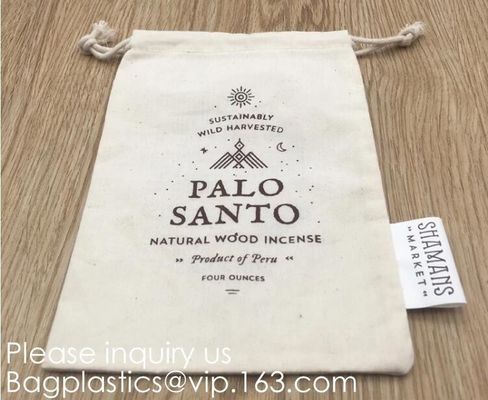 SUSTAINABLY
WILD HARVESTED
PALO
SANTO
NATURAL WOOD INCENSE
Product of Peru
FOUR OUNCES
SHAMANS
MARKET
Please inquiry us
Bagplastics@vip.163.com